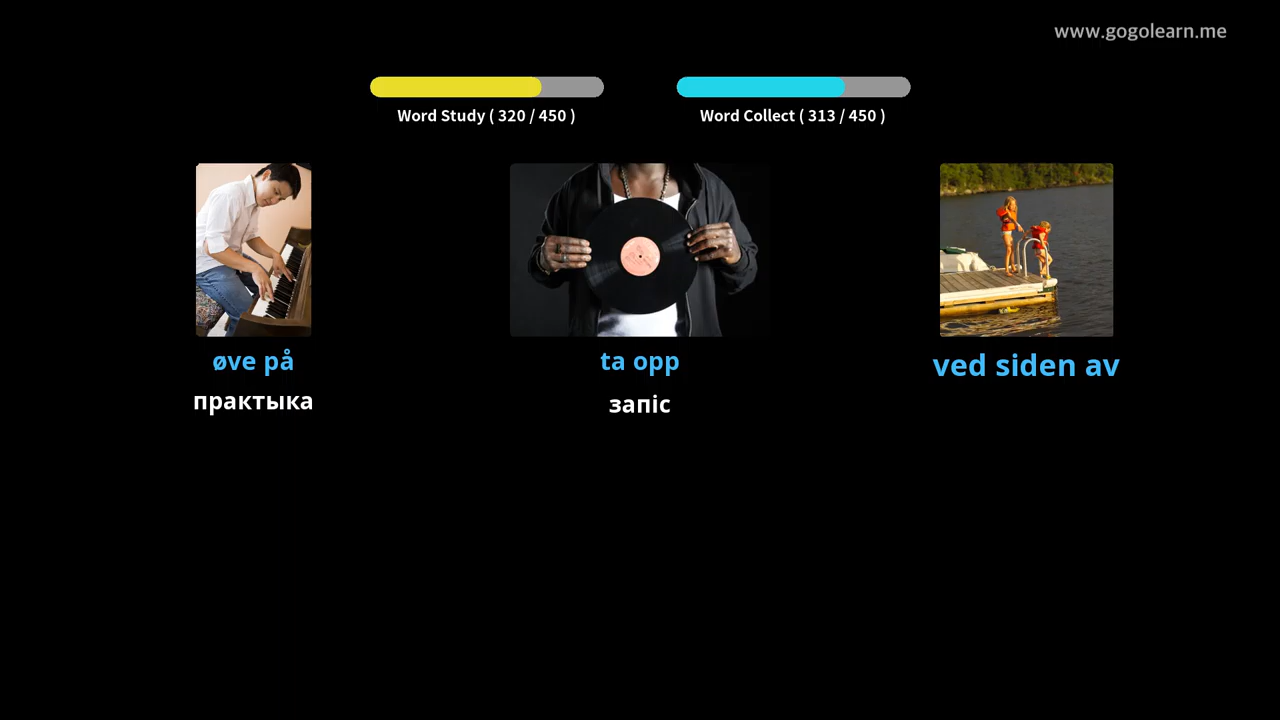 www.gogolearn.me
Word Study ( 320 / 450 )
Word Collect ( 313 / 450 )
øve på
ta opp
ved siden av
практыка
запіс